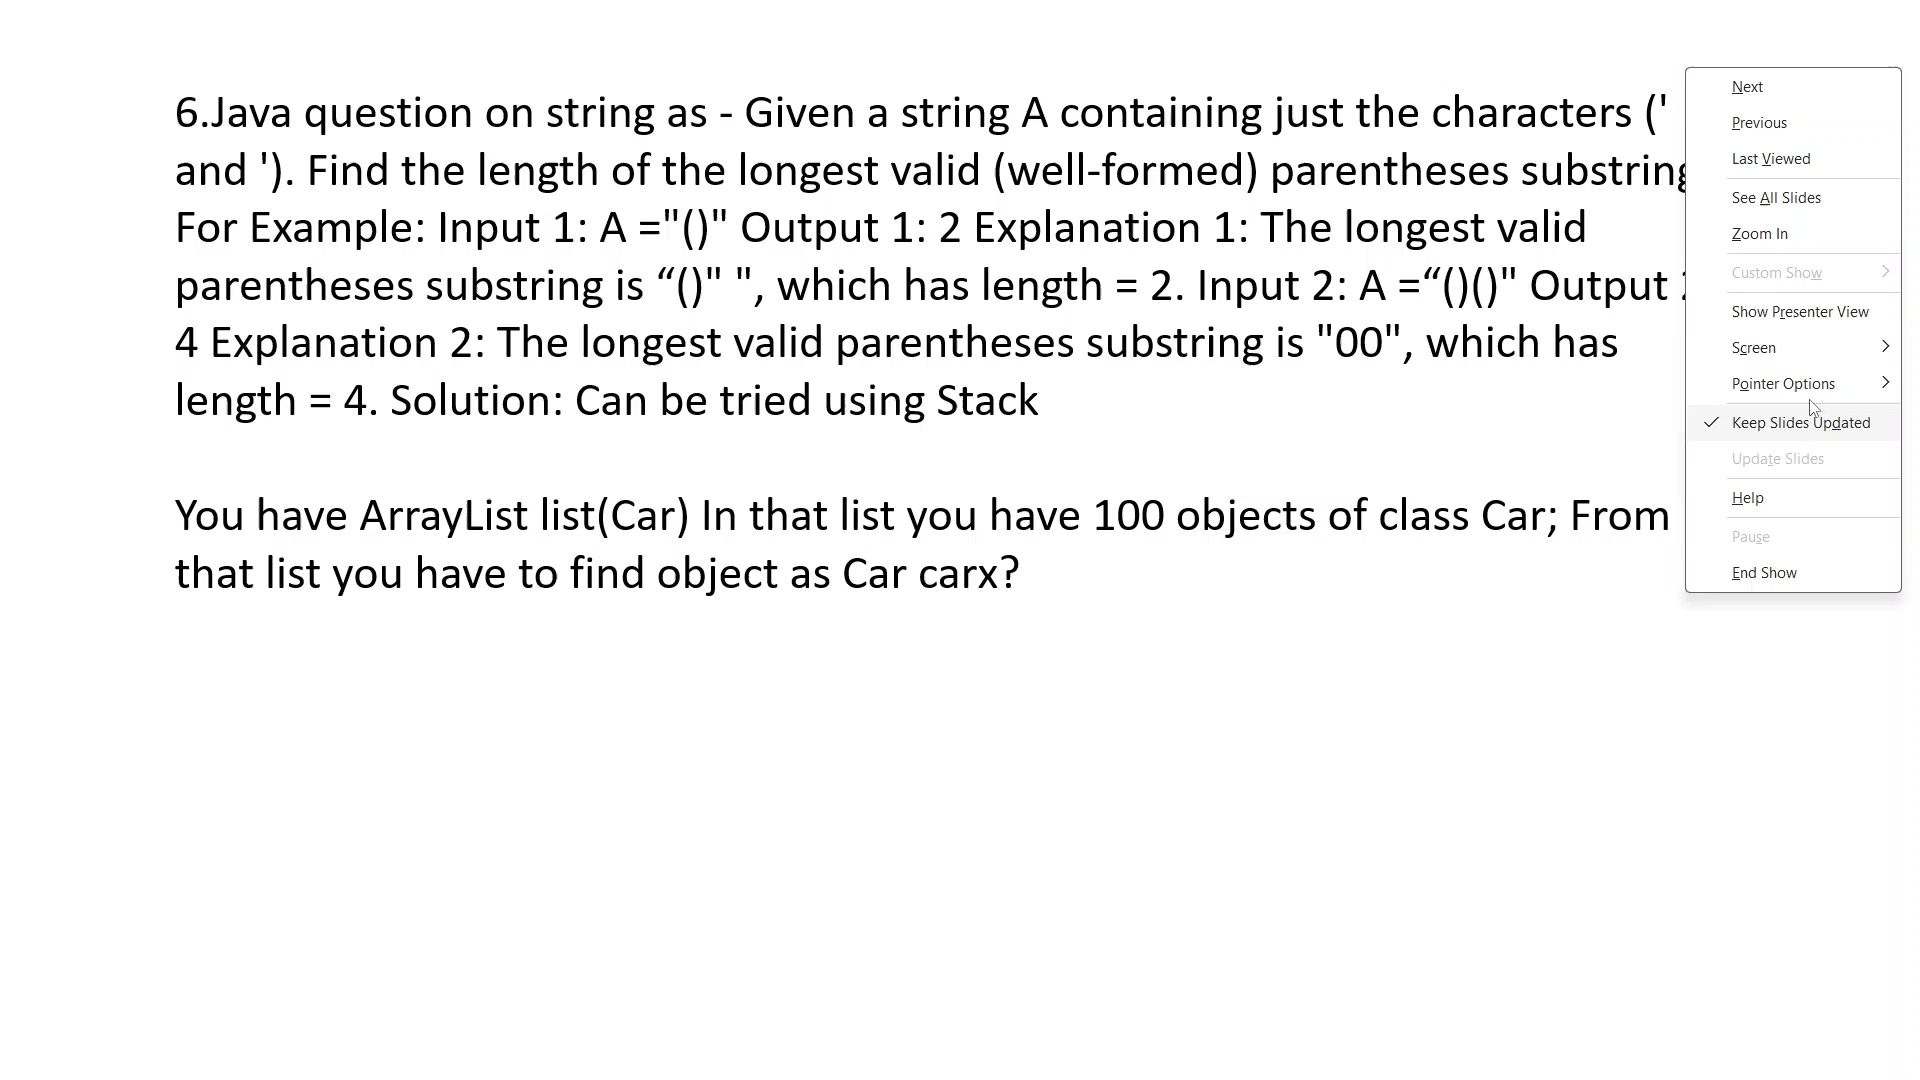 6.Java question on string as - Given a string A containing just the characters ('
and '). Find the length of the longest valid (well-formed) parentheses substring
For Example: Input 1: A ="()" Output 1: 2 Explanation 1: The longest valid
parentheses substring is “()" ", which has length = 2. Input 2: A =“()()" Output
4 Explanation 2: The longest valid parentheses substring is "00", which has
length = 4. Solution: Can be tried using Stack
You have ArrayList list(Car) In that list you have 100 objects of class Car; From
that list you have to find object as Car carx?
Next
Previous
Last Viewed
See All Slides
Zoom In
Custom Show
Show Presenter View
Screen
Pointer Options
Keep Slides Updated
Update Slides
Help
Pause
End Show